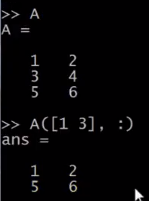 >> A
A =
1 2
3 4
5 6
>> A([1 3], :)
ans =
1 2
5 6